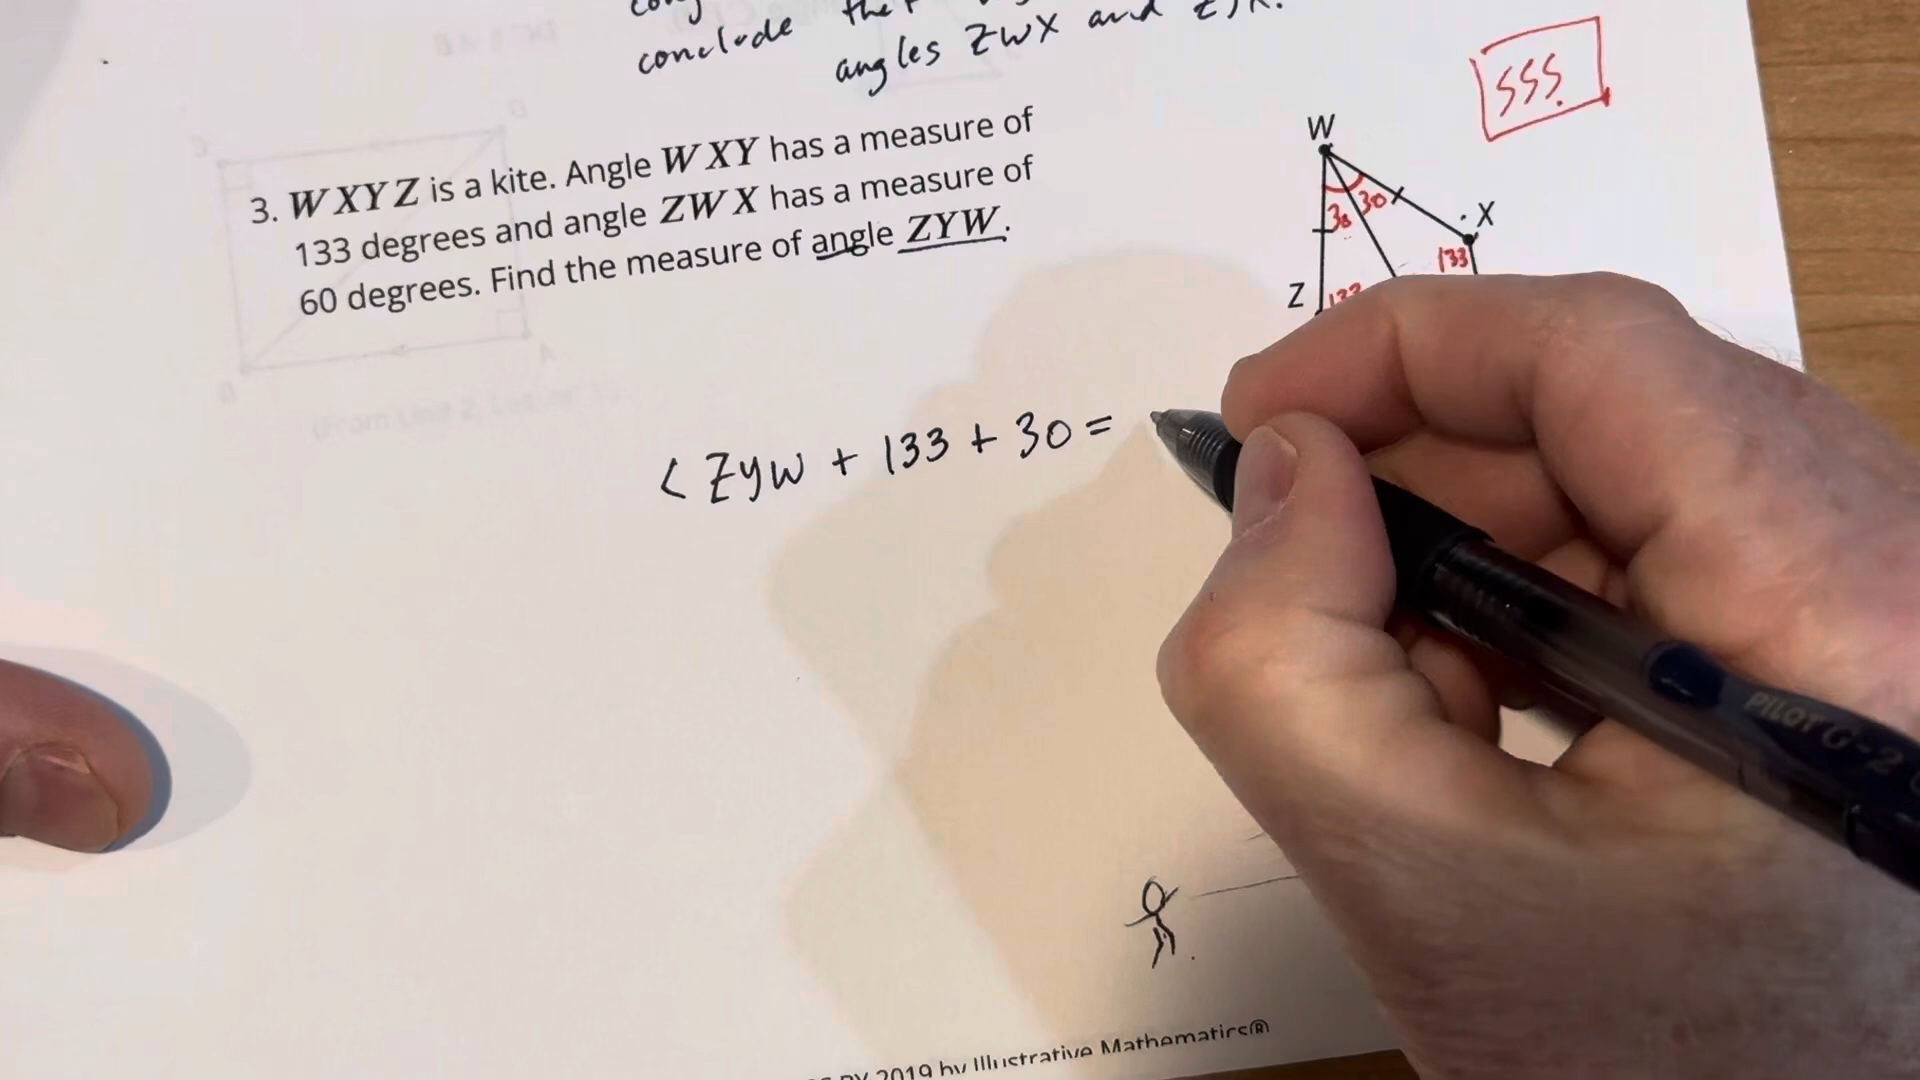 conclude
angles ZWX and
SSS
3. WXYZ is a kite. Angle WXY has a measure of
133 degrees and angle ZWX has a measure of
60 degrees. Find the measure of angle ZYW.
W
30 30
X
133
Z
< ZYW + 133 + 30 =
PILOT G-2
2019 by Illustrative Mathematics®